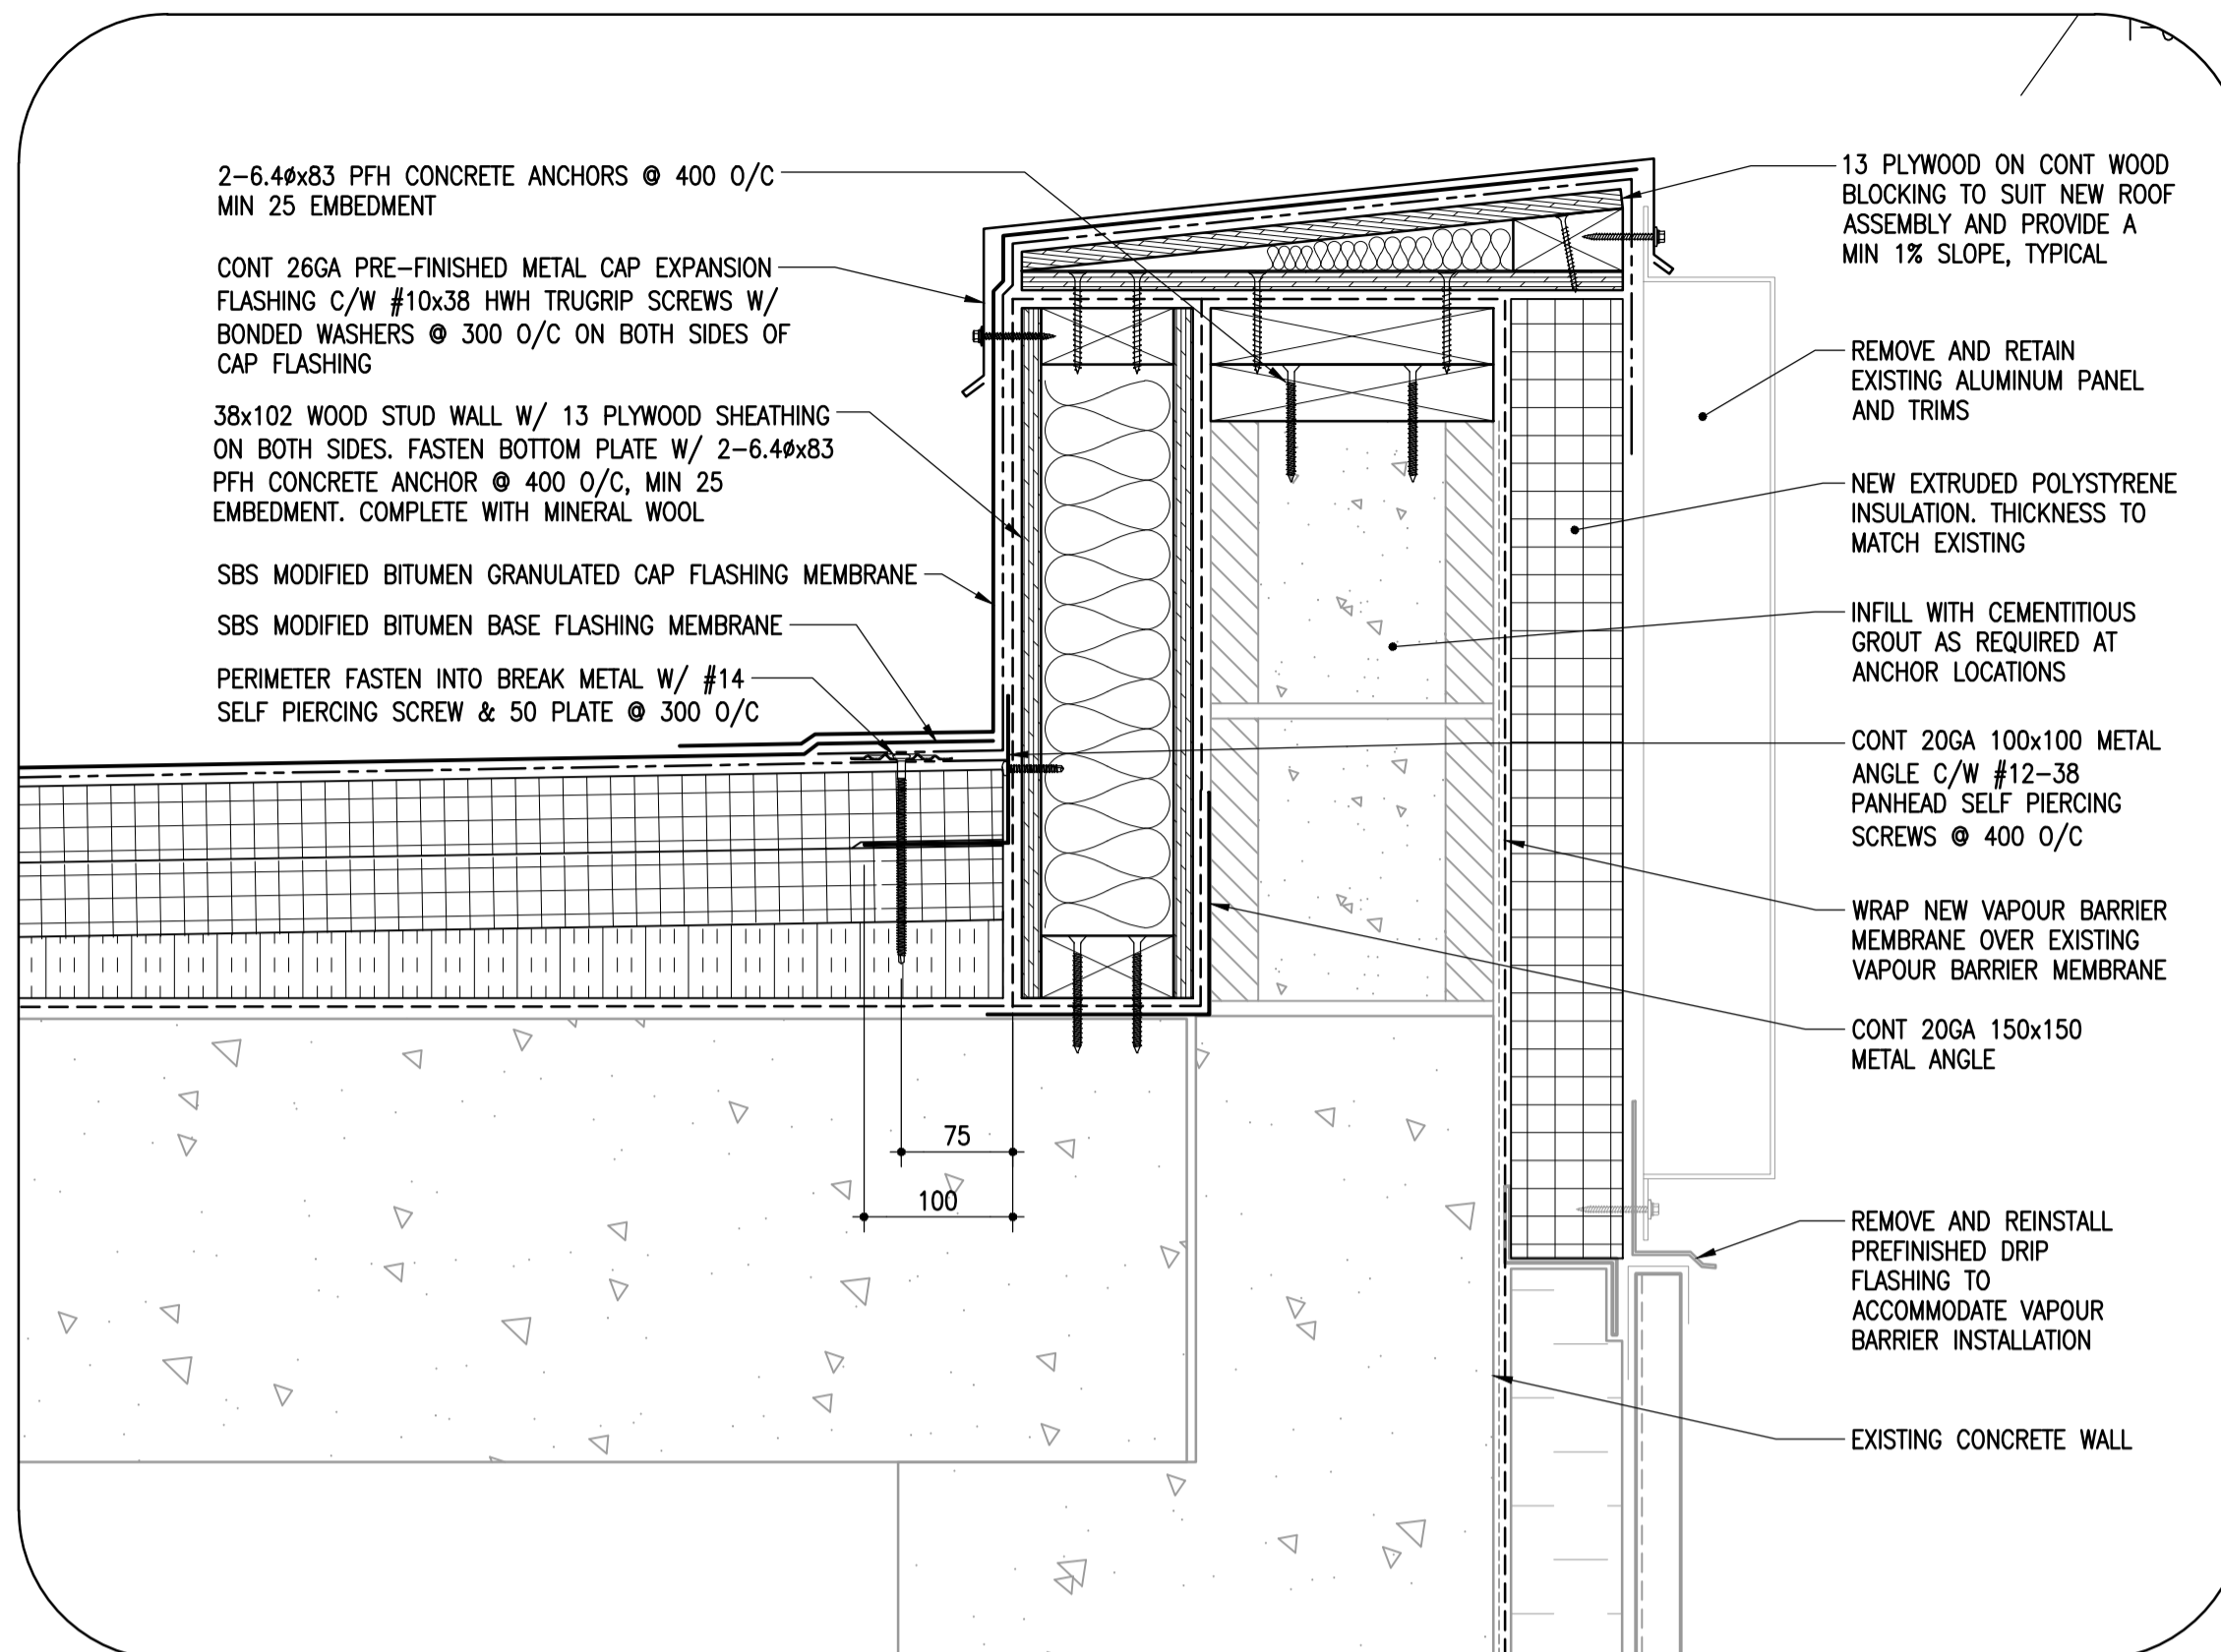 2-6.4øx83 PFH CONCRETE ANCHORS @ 400 O/C
MIN 25 EMBEDMENT
CONT 26GA PRE-FINISHED METAL CAP EXPANSION
FLASHING C/W #10x38 HWH TRUGRIP SCREWS W/
BONDED WASHERS @ 300 O/C ON BOTH SIDES OF
CAP FLASHING
38x102 WOOD STUD WALL W/ 13 PLYWOOD SHEATHING
ON BOTH SIDES. FASTEN BOTTOM PLATE W/ 2-6.4øx83
PFH CONCRETE ANCHOR @ 400 O/C, MIN 25
EMBEDMENT. COMPLETE WITH MINERAL WOOL
SBS MODIFIED BITUMEN GRANULATED CAP FLASHING MEMBRANE
SBS MODIFIED BITUMEN BASE FLASHING MEMBRANE
PERIMETER FASTEN INTO BREAK METAL W/ #14
SELF PIERCING SCREW & 50 PLATE @ 300 O/C
75
100
13 PLYWOOD ON CONT WOOD
BLOCKING TO SUIT NEW ROOF
ASSEMBLY AND PROVIDE A
MIN 1% SLOPE, TYPICAL
REMOVE AND RETAIN
EXISTING ALUMINUM PANEL
AND TRIMS
NEW EXTRUDED POLYSTYRENE
INSULATION. THICKNESS TO
MATCH EXISTING
INFILL WITH CEMENTITIOUS
GROUT AS REQUIRED AT
ANCHOR LOCATIONS
CONT 20GA 100x100 METAL
ANGLE C/W #12-38
PANHEAD SELF PIERCING
SCREWS @ 400 O/C
WRAP NEW VAPOUR BARRIER
MEMBRANE OVER EXISTING
VAPOUR BARRIER MEMBRANE
CONT 20GA 150x150
METAL ANGLE
REMOVE AND REINSTALL
PREFINISHED DRIP
FLASHING TO
ACCOMMODATE VAPOUR
BARRIER INSTALLATION
EXISTING CONCRETE WALL